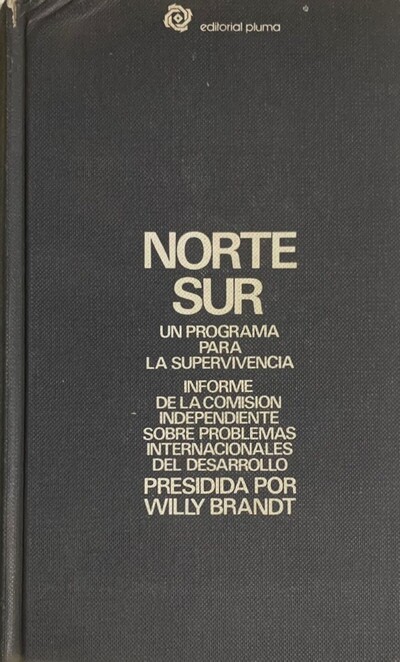 editorial pluma
NORTE
SUR
UN PROGRAMA
PARA
LA SUPERVIVENCIA
INFORME
DE LA COMISION
INDEPENDIENTE
SOBRE PROBLEMAS
INTERNACIONALES
DEL DESARROLLO
PRESIDIDA POR
WILLY BRANDT